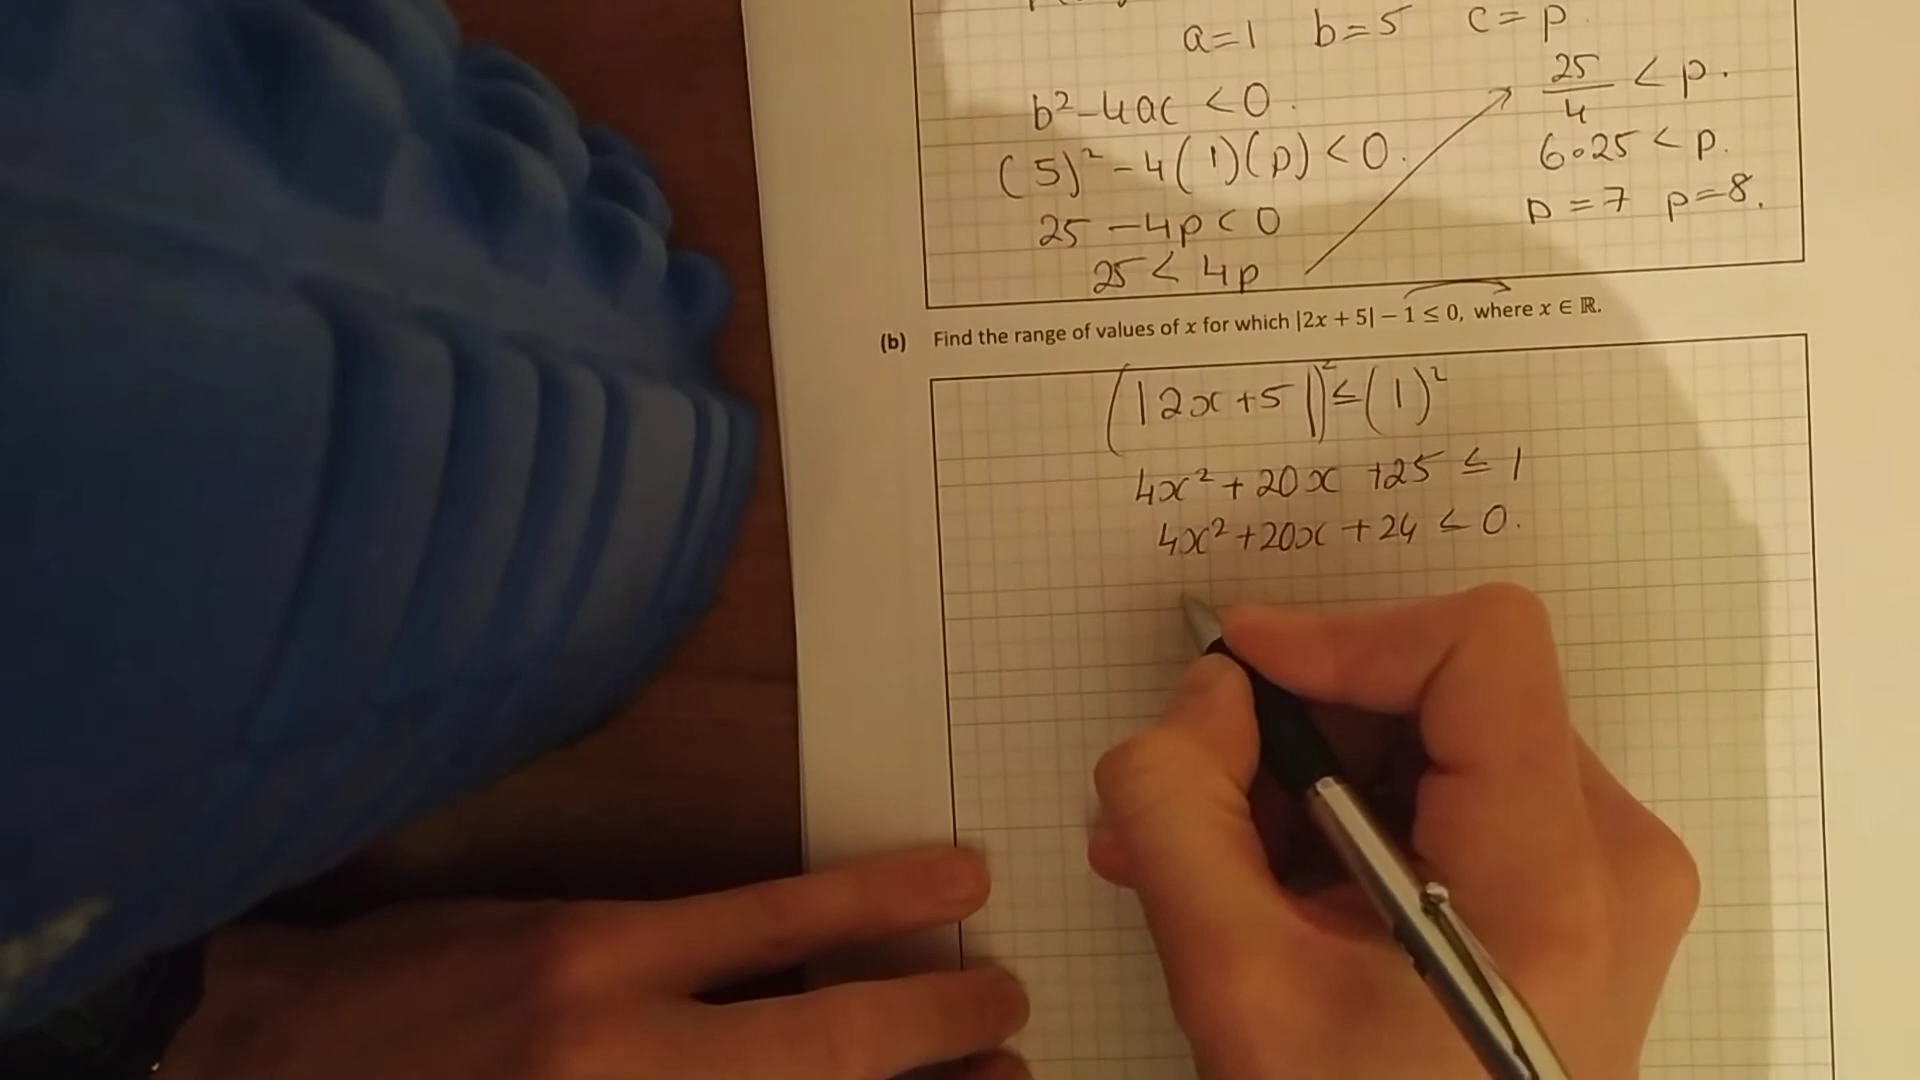 a=1 b=5 c=p.
b²-4ac <0.
(5)²-4(1)(p)<0.
25-4p<0
25<4p
25/4 <p.
6.25<p.
p=7 p=8.
(b) Find the range of values of x for which |2x + 5| − 1 ≤ 0, where x ∈ ℝ.
(|2x+5|)²≤(1)²
4x²+20x+25 ≤ 1
4x²+20x+24 ≤ 0.